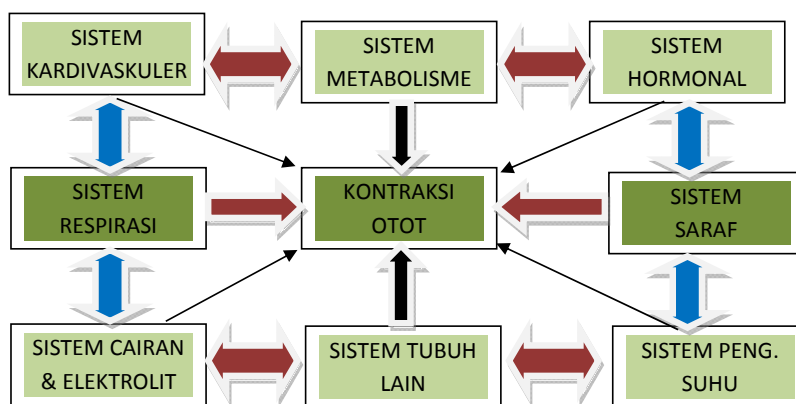 SISTEM
KARDIVASKULER
SISTEM
METABOLISME
SISTEM
HORMONAL
SISTEM
RESPIRASI
KONTRAKSI
OTOT
SISTEM
SARAF
SISTEM CAIRAN
& ELEKTROLIT
SISTEM TUBUH
LAIN
SISTEM PENG.
SUHU